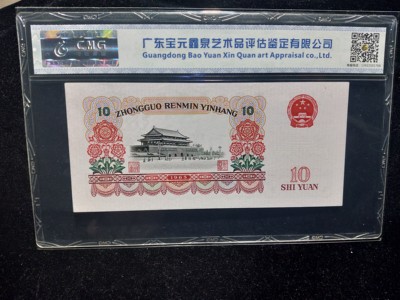 CMG
广东宝元鑫泉艺术品评估鉴定有限公司
Guangdong Bao Yuan Xin Quan art Appraisal co.,Ltd.
ZHONGGUO RENMIN YINHANG
10
10
1965
10
SHI YUAN